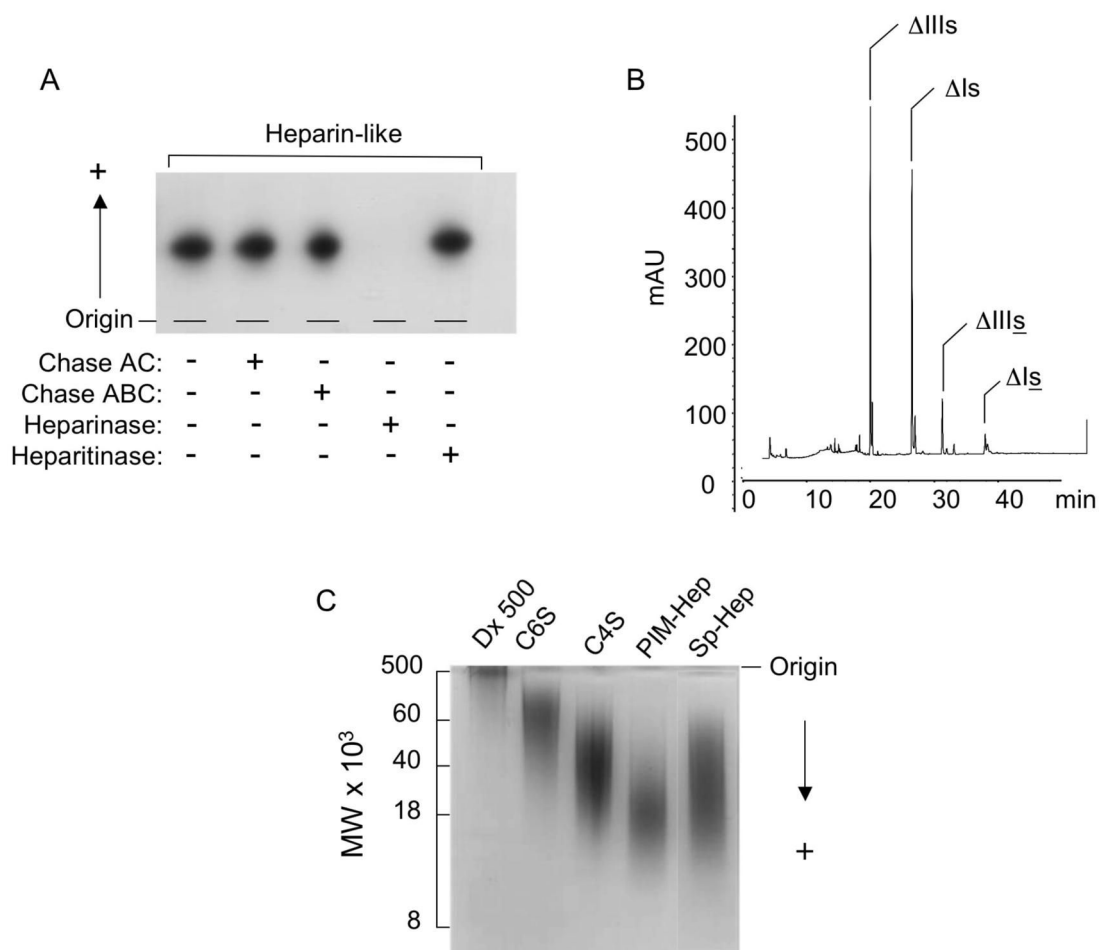 A
Heparin-like
+
Origin
Chase AC: - + - - -
Chase ABC: - - + - -
Heparinase: - - - + -
Heparitinase: - - - - +
B
ΔIIIs
ΔIs
ΔIIIs
ΔIs
500
400
300
200
100
0
mAU
0 10 20 30 40 min
C
Dx 500
C6S
C4S
PIM-Hep
Sp-Hep
500
60
40
18
8
MW x 10³
Origin
+